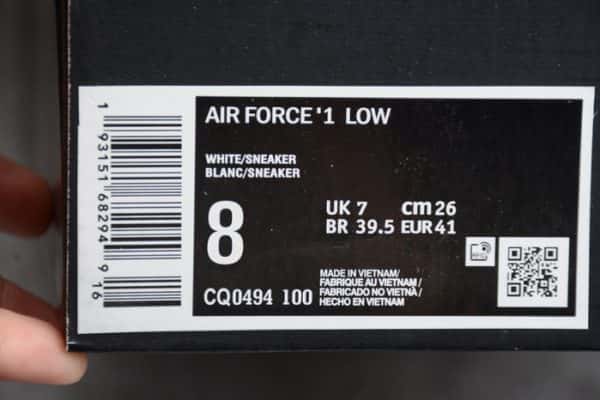 AIR FORCE '1 LOW
WHITE/SNEAKER
BLANC/SNEAKER
8
UK 7 cm 26
BR 39.5 EUR 41
CQ0494 100
MADE IN VIETNAM/
FABRIQUE AU VIETNAM/
FABRICADO NO VIETNÃ/
HECHO EN VIETNAM
1 93151 68294 9 16